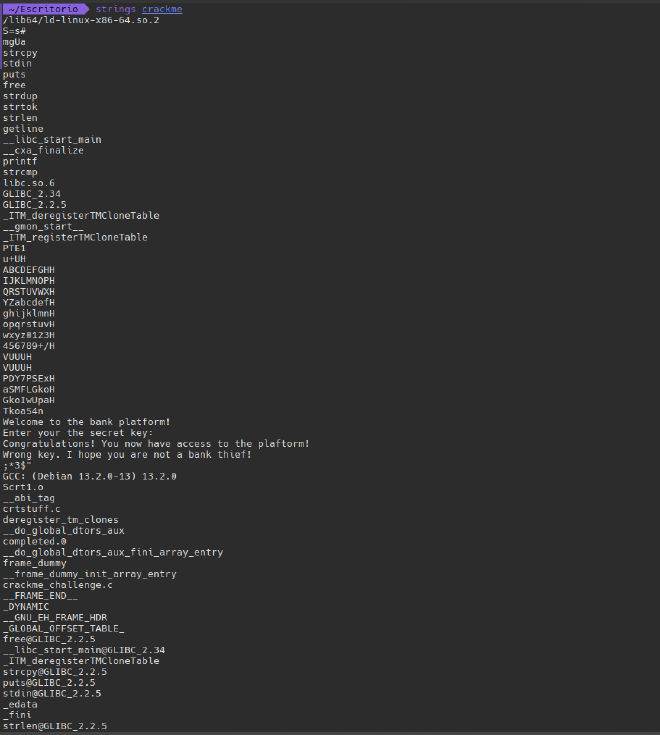 ~/Escritorio strings crackme
/lib64/ld-linux-x86-64.so.2
S=s#
mgUa
strcpy
stdin
puts
free
strdup
strtok
strlen
getline
__libc_start_main
__cxa_finalize
printf
strcmp
libc.so.6
GLIBC_2.34
GLIBC_2.2.5
_ITM_deregisterTMCloneTable
__gmon_start__
_ITM_registerTMCloneTable
PTE1
u+UH
ABCDEFGHH
IJKLMNOPH
QRSTUVWXH
YZabcdefH
ghijklmnH
opqrstuvH
wxyz0123H
456789+/H
VUUUH
VUUUH
PDY7PSExH
aSMFLGkoH
GkoIwUpaH
Tkoa54n
Welcome to the bank platform!
Enter your the secret key:
Congratulations! You now have access to the plaftorm!
Wrong key. I hope you are not a bank thief!
;*3$"
GCC: (Debian 13.2.0-13) 13.2.0
Scrt1.o
__abi_tag
crtstuff.c
deregister_tm_clones
__do_global_dtors_aux
completed.0
__do_global_dtors_aux_fini_array_entry
frame_dummy
__frame_dummy_init_array_entry
crackme_challenge.c
__FRAME_END__
_DYNAMIC
__GNU_EH_FRAME_HDR
_GLOBAL_OFFSET_TABLE_
free@GLIBC_2.2.5
__libc_start_main@GLIBC_2.34
_ITM_deregisterTMCloneTable
strcpy@GLIBC_2.2.5
puts@GLIBC_2.2.5
stdin@GLIBC_2.2.5
_edata
_fini
strlen@GLIBC_2.2.5